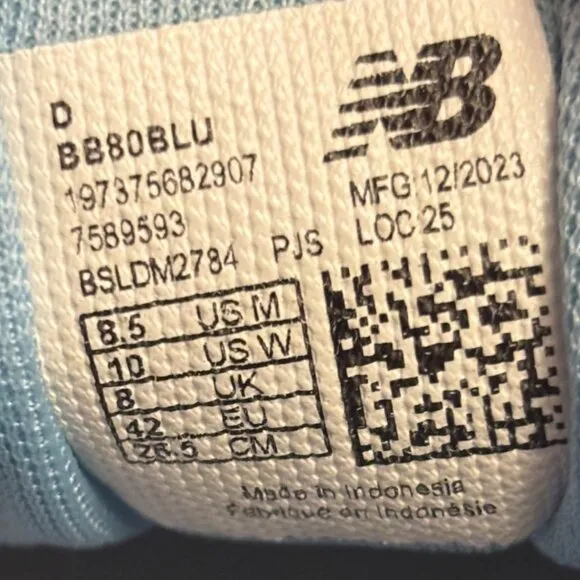 NB
D
BB80BLU
197375682907
7589593
BSLDM2784 PJS
MFG 12/2023
LOC 25
8.5 US M
10 US W
8 UK
42 EU
26.5 CM
Made in Indonesia
Fabriqué en Indonésie